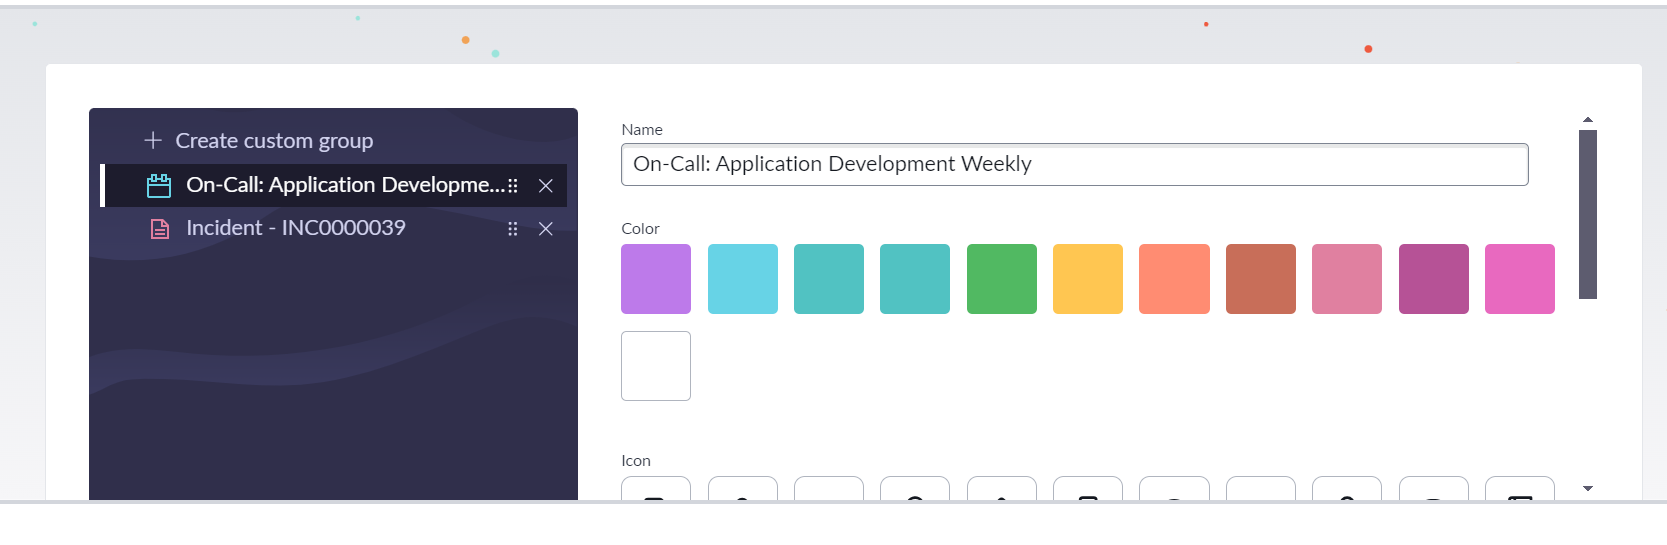 Create custom group
On-Call: Application Developme...
Incident - INC0000039
Name
On-Call: Application Development Weekly
Color
Icon